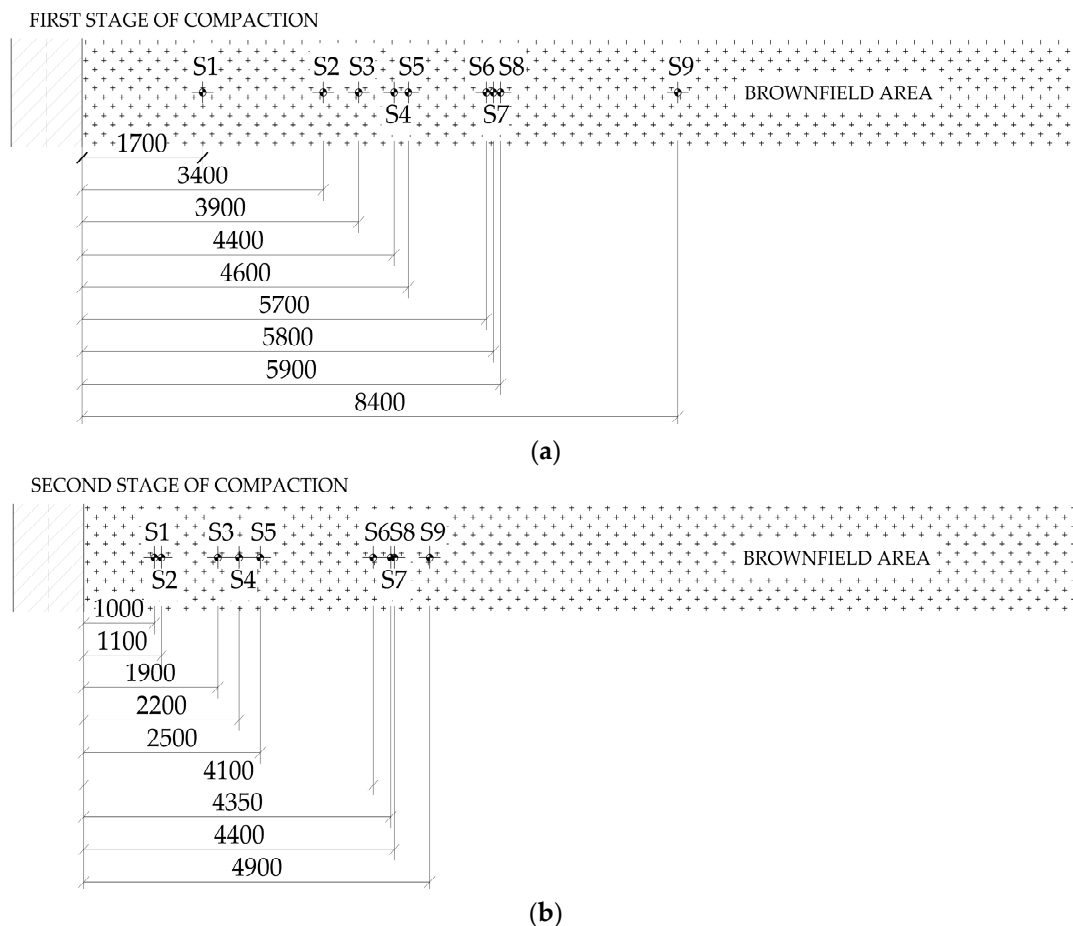 FIRST STAGE OF COMPACTION
S1 S2 S3 S5 S6 S8 S9
S4 S7
BROWNFIELD AREA
1700
3400
3900
4400
4600
5700
5800
5900
8400
(a)
SECOND STAGE OF COMPACTION
S1 S3 S5 S6 S8 S9
S2 S4 S7
BROWNFIELD AREA
1000
1100
1900
2200
2500
4100
4350
4400
4900
(b)